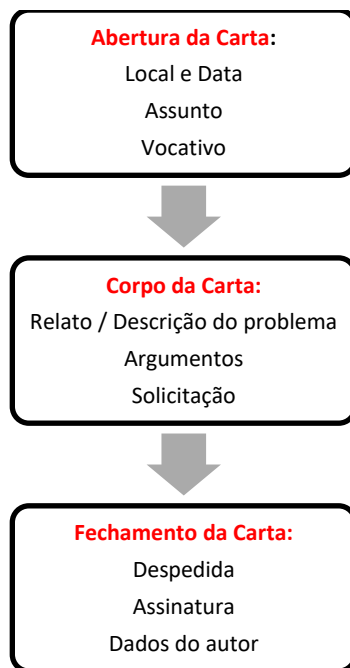 Abertura da Carta:
Local e Data
Assunto
Vocativo
Corpo da Carta:
Relato / Descrição do problema
Argumentos
Solicitação
Fechamento da Carta:
Despedida
Assinatura
Dados do autor